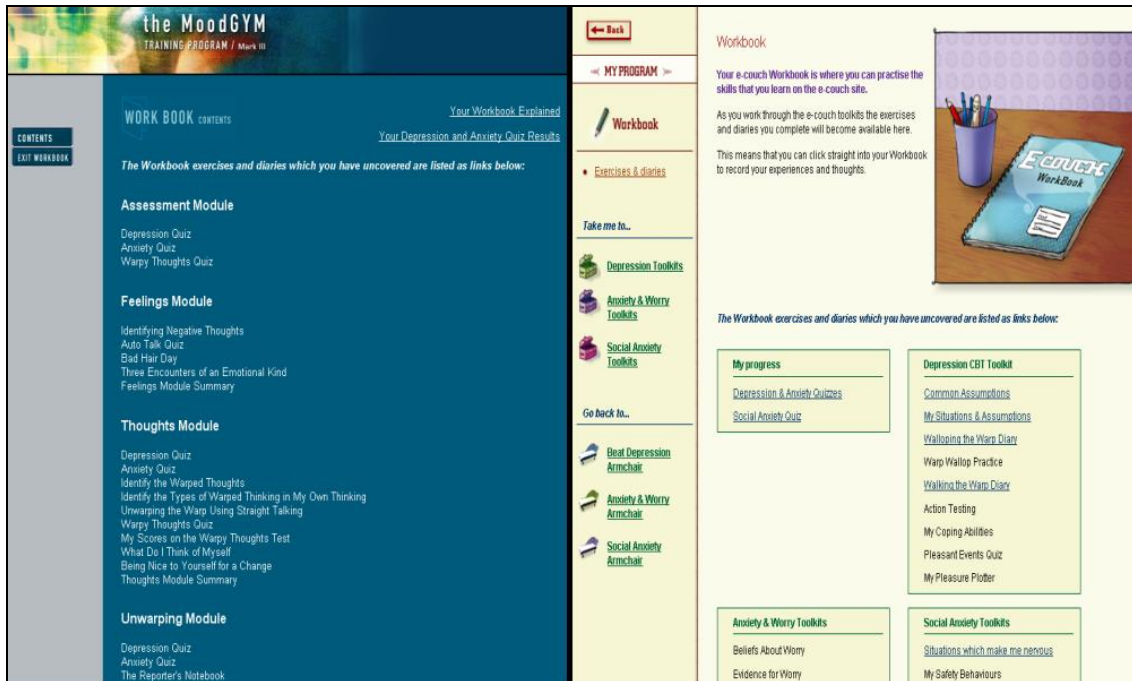 the MoodGYM
TRAINING PROGRAM / Mark III
CONTENTS
EXIT WORKBOOK
WORK BOOK CONTENTS
Your Workbook Explained
Your Depression and Anxiety Quiz Results
The Workbook exercises and diaries which you have uncovered are listed as links below:
Assessment Module
Depression Quiz
Anxiety Quiz
Warpy Thoughts Quiz
Feelings Module
Identifying Negative Thoughts
Auto Talk Quiz
Bad Hair Day
Three Encounters of an Emotional Kind
Feelings Module Summary
Thoughts Module
Depression Quiz
Anxiety Quiz
Identify the Warped Thoughts
Identify the Types of Warped Thinking in My Own Thinking
Unwarping the Warp Using Straight Talking
Warpy Thoughts Quiz
My Scores on the Warpy Thoughts Test
What Do I Think of Myself
Being Nice to Yourself for a Change
Thoughts Module Summary
Unwarping Module
Depression Quiz
Anxiety Quiz
The Reporter's Notebook
Back
MY PROGRAM
Workbook
Exercises & diaries
Take me to...
Depression Toolkits
Anxiety & Worry
Toolkits
Social Anxiety
Toolkits
Go back to...
Beat Depression
Armchair
Anxiety & Worry
Armchair
Social Anxiety
Armchair
Workbook
Your e-couch Workbook is where you can practise the
skills that you learn on the e-couch site.
As you work through the e-couch toolkits the exercises
and diaries you complete will become available here.
This means that you can click straight into your Workbook
to record your experiences and thoughts.
ECOUCH
WorkBook
The Workbook exercises and diaries which you have uncovered are listed as links below:
My progress
Depression & Anxiety Quizzes
Social Anxiety Quiz
Depression CBT Toolkit
Common Assumptions
My Situations & Assumptions
Walloping the Warp Diary
Warp Wallop Practice
Walking the Warp Diary
Action Testing
My Coping Abilities
Pleasant Events Quiz
My Pleasure Plotter
Anxiety & Worry Toolkits
Beliefs About Worry
Evidence for Worry
Social Anxiety Toolkits
Situations which make me nervous
My Safety Behaviours